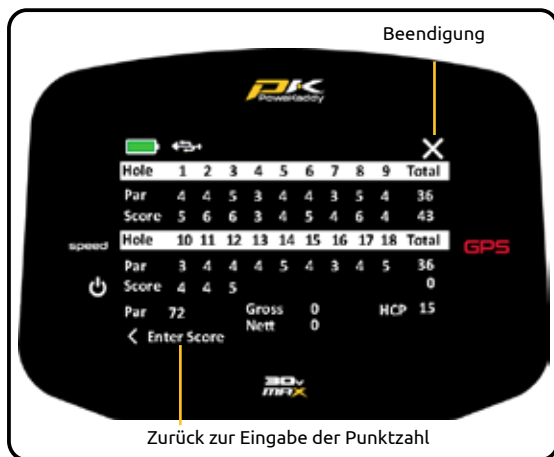 Beendigung
PK
PowaKaddy
Hole 1 2 3 4 5 6 7 8 9 Total
Par 4 4 5 3 4 4 3 5 4 36
Score 5 6 6 3 4 5 4 6 4 43
Hole 10 11 12 13 14 15 16 17 18 Total
Par 3 4 4 4 5 4 3 4 5 36
Score 4 4 5 0
Par 72 Gross 0 HCP 15
Nett 0
< Enter Score
speed
GPS
30v
MAX
Zurück zur Eingabe der Punktzahl